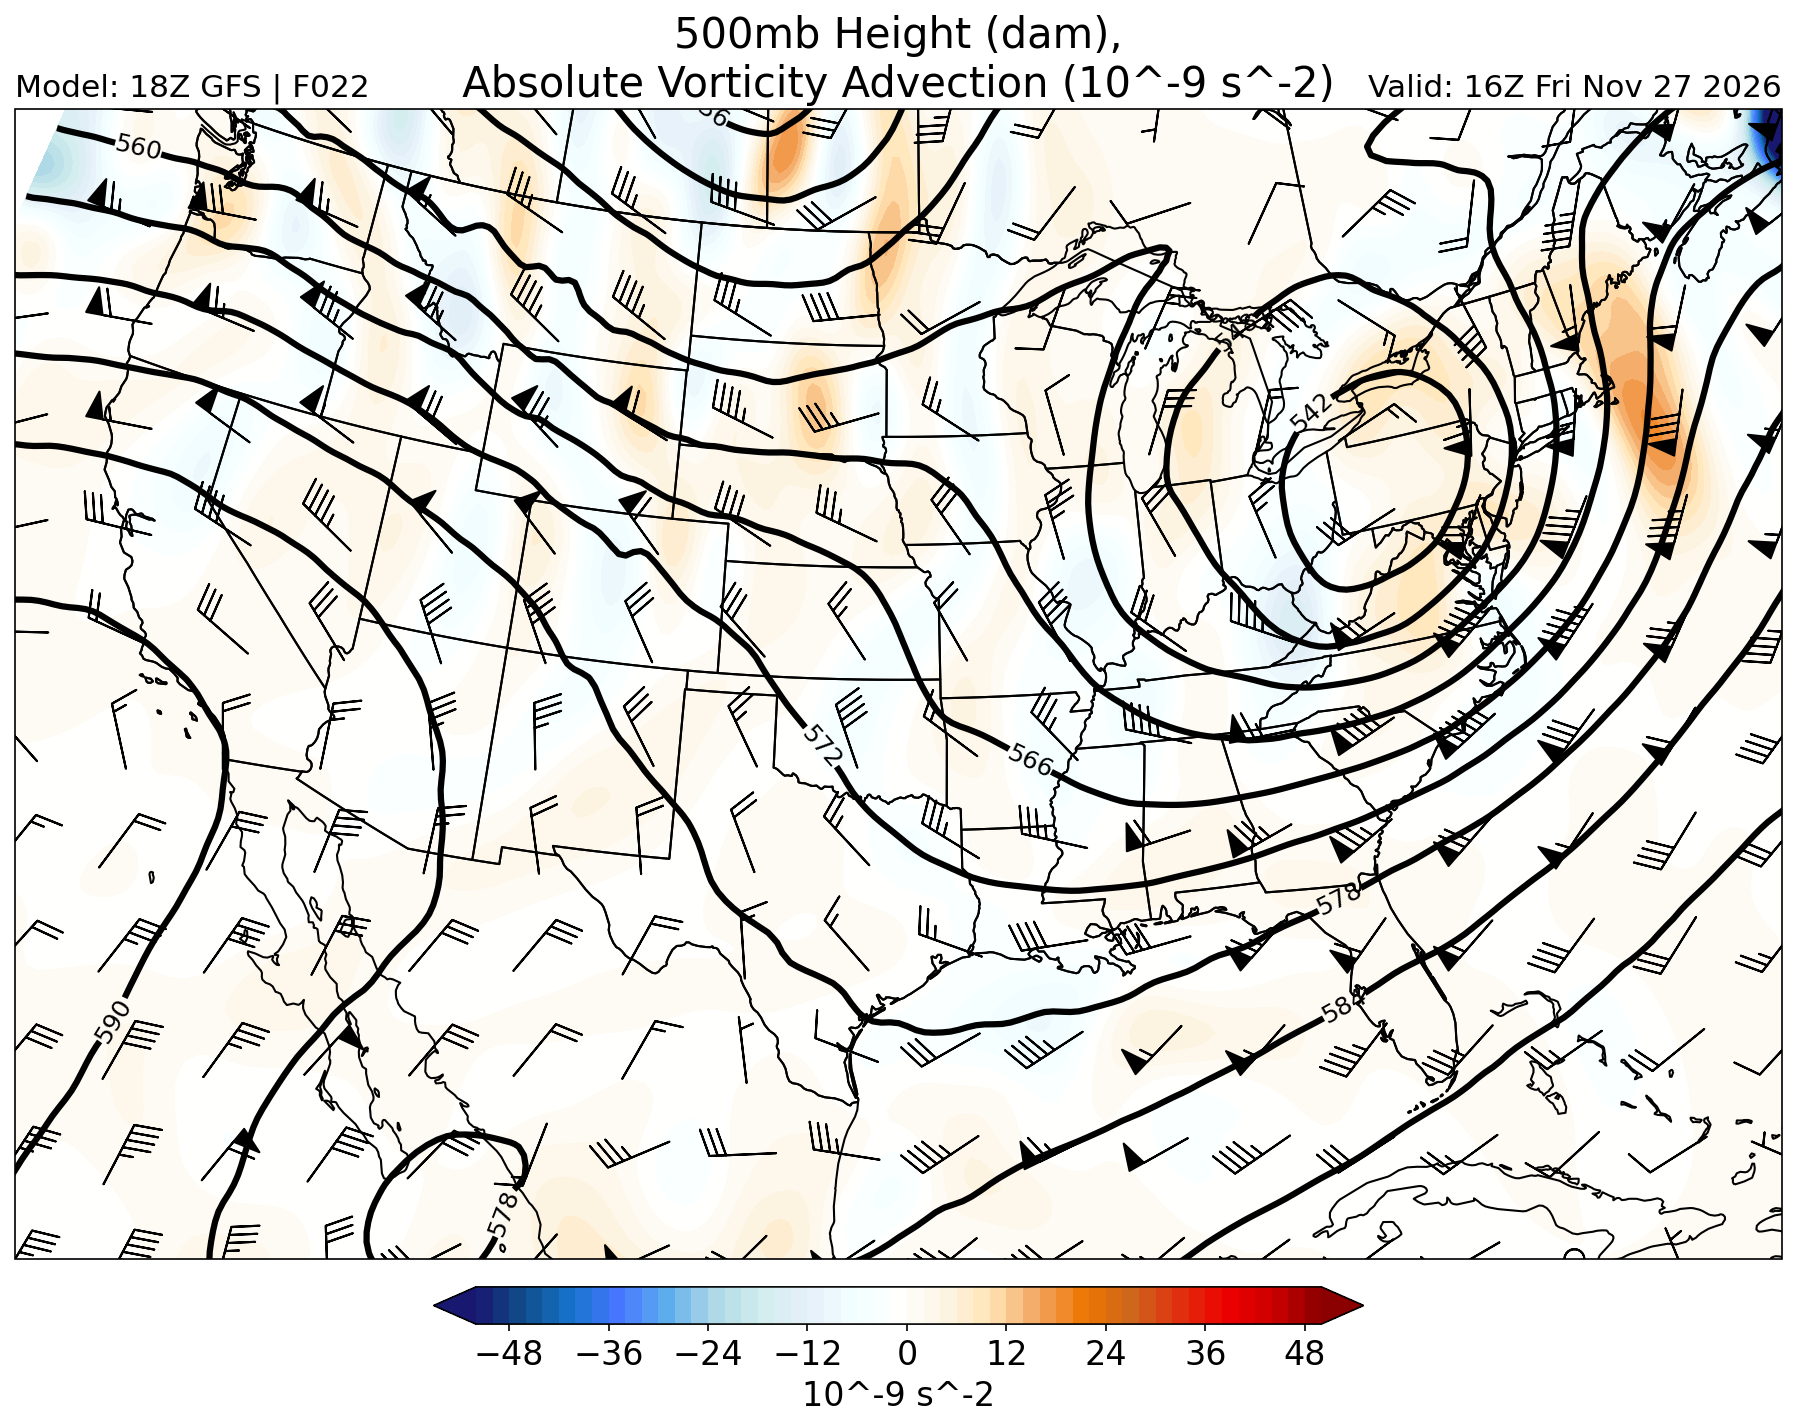 500mb Height (dam),
Model: 18Z GFS | F022
Absolute Vorticity Advection (10^-9 s^-2)
Valid: 16Z Fri Nov 27 2026
560
542
572
566
578
584
590
578
−48 −36 −24 −12 0 12 24 36 48
10^-9 s^-2